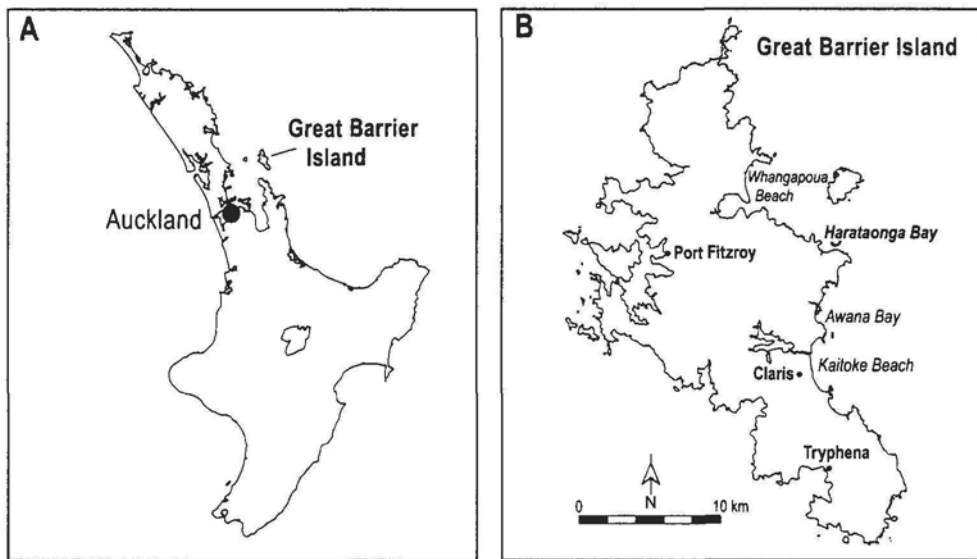 A
Great Barrier
Island
Auckland
B
Great Barrier Island
Whangapoua
Beach
Harataonga Bay
Port Fitzroy
Awana Bay
Kaitoke Beach
Claris
Tryphena
N
0
10 km